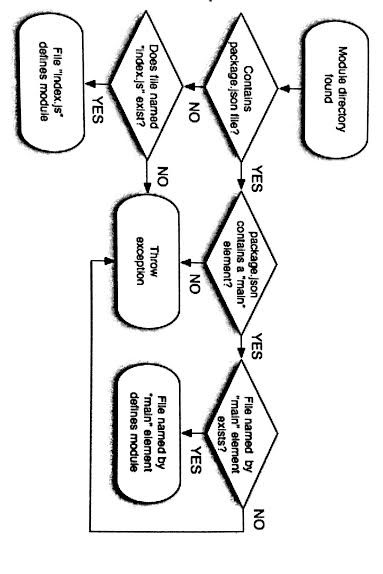 Module directory
found
Contains
package.json file?
YES
package.json
contains a "main"
element?
YES
File named by
"main" element
exists?
NO
NO
NO
YES
Does file named
"index.js" exist?
NO
Throw
exception
File named by
"main" element
defines module
YES
File "index.js"
defines module